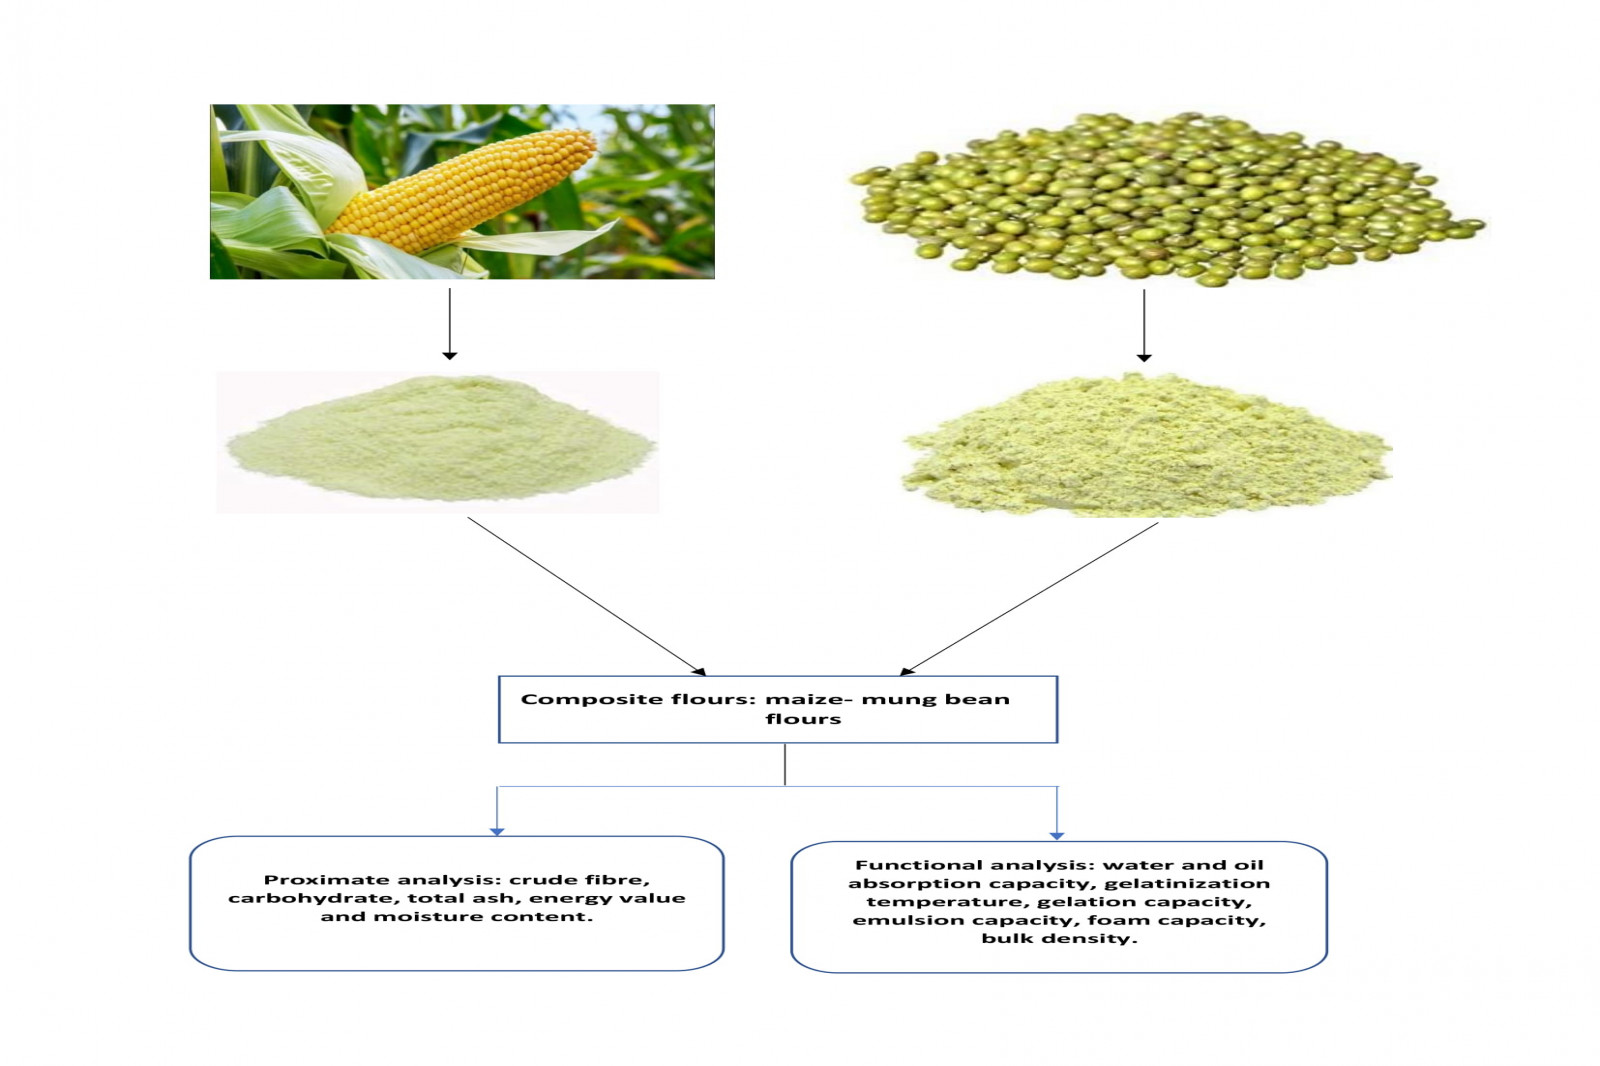 Composite flours: maize- mung bean
flours
Proximate analysis: crude fibre,
carbohydrate, total ash, energy value
and moisture content.
Functional analysis: water and oil
absorption capacity, gelatinization
temperature, gelation capacity,
emulsion capacity, foam capacity,
bulk density.